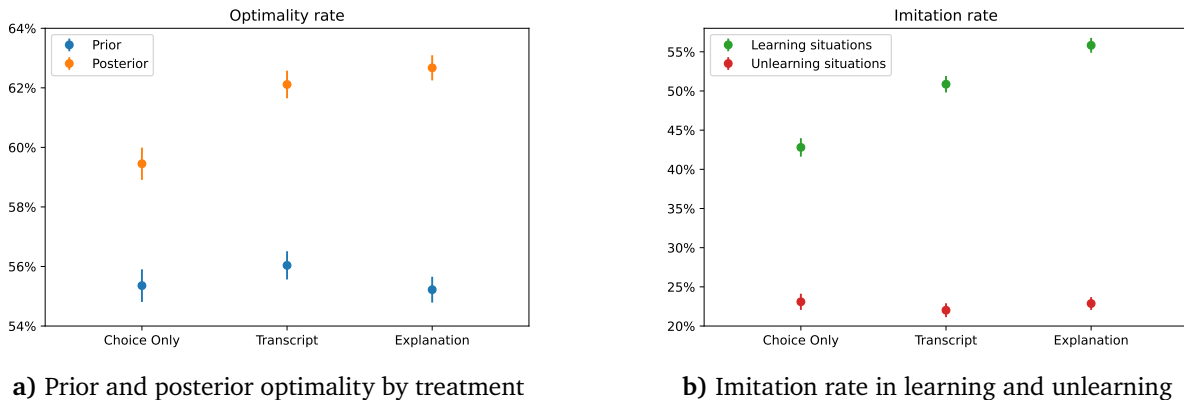 Optimality rate
64%
62%
60%
58%
56%
54%
Prior
Posterior
Choice Only
Transcript
Explanation
a) Prior and posterior optimality by treatment
Imitation rate
55%
50%
45%
40%
35%
30%
25%
20%
Learning situations
Unlearning situations
Choice Only
Transcript
Explanation
b) Imitation rate in learning and unlearning